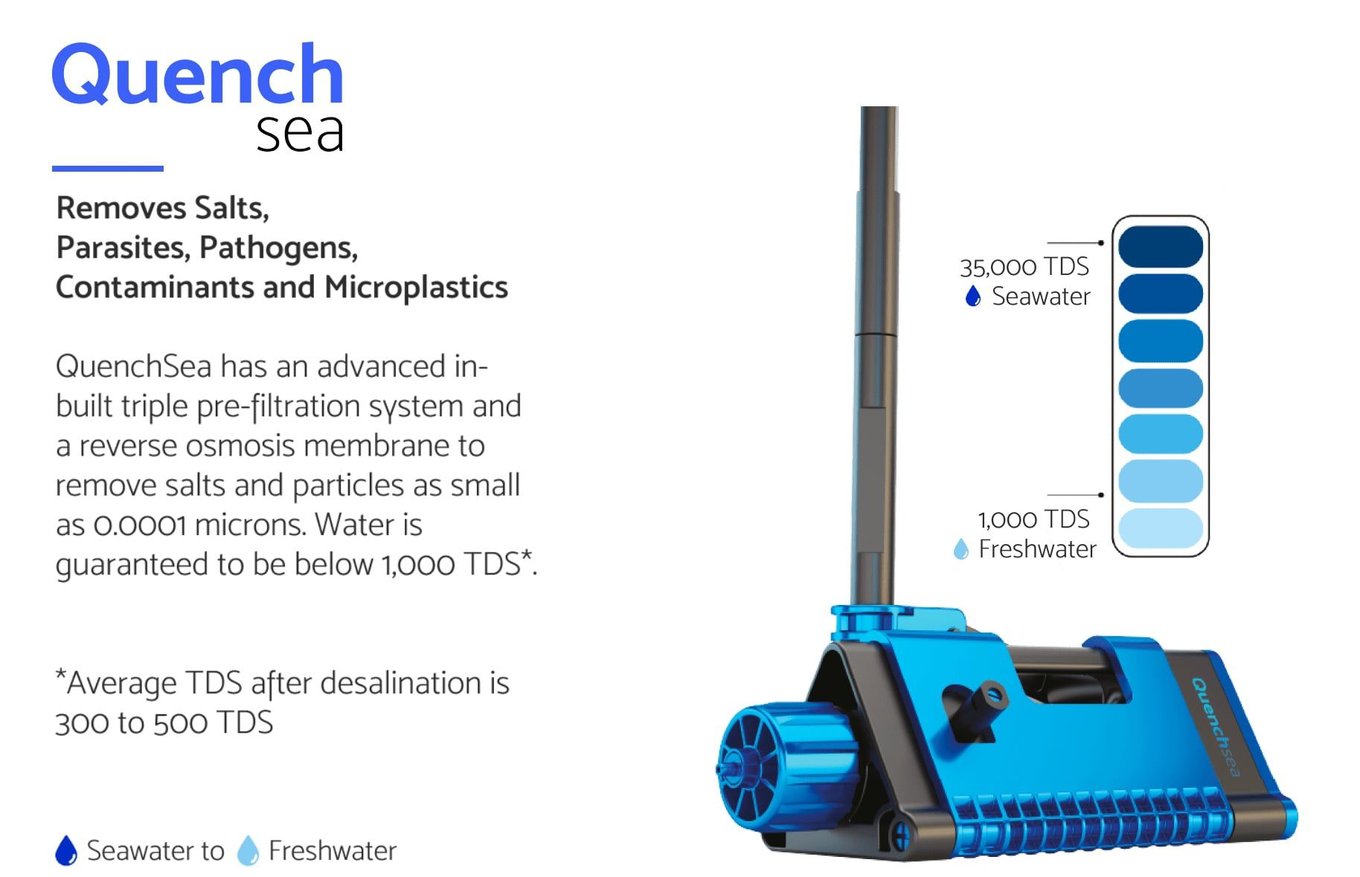 Quench
sea
Removes Salts,
Parasites, Pathogens,
Contaminants and Microplastics
QuenchSea has an advanced in-
built triple pre-filtration system and
a reverse osmosis membrane to
remove salts and particles as small
as 0.0001 microns. Water is
guaranteed to be below 1,000 TDS*.
*Average TDS after desalination is
300 to 500 TDS
Seawater to Freshwater
35,000 TDS
Seawater
1,000 TDS
Freshwater
Quenchsea